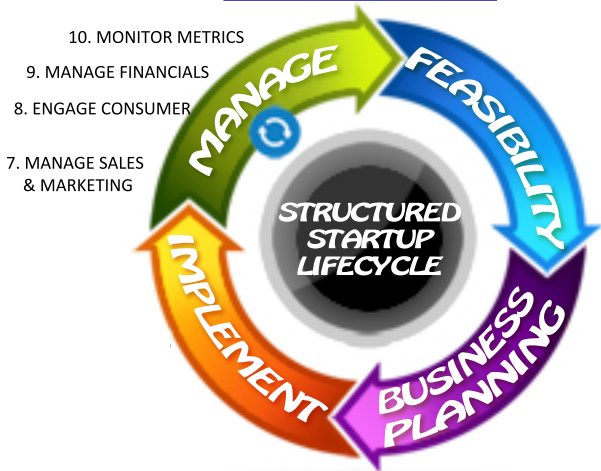 10. MONITOR METRICS
9. MANAGE FINANCIALS
8. ENGAGE CONSUMER
7. MANAGE SALES
& MARKETING
MANAGE
FEASIBILITY
STRUCTURED
STARTUP
LIFECYCLE
IMPLEMENT
BUSINESS
PLANNING